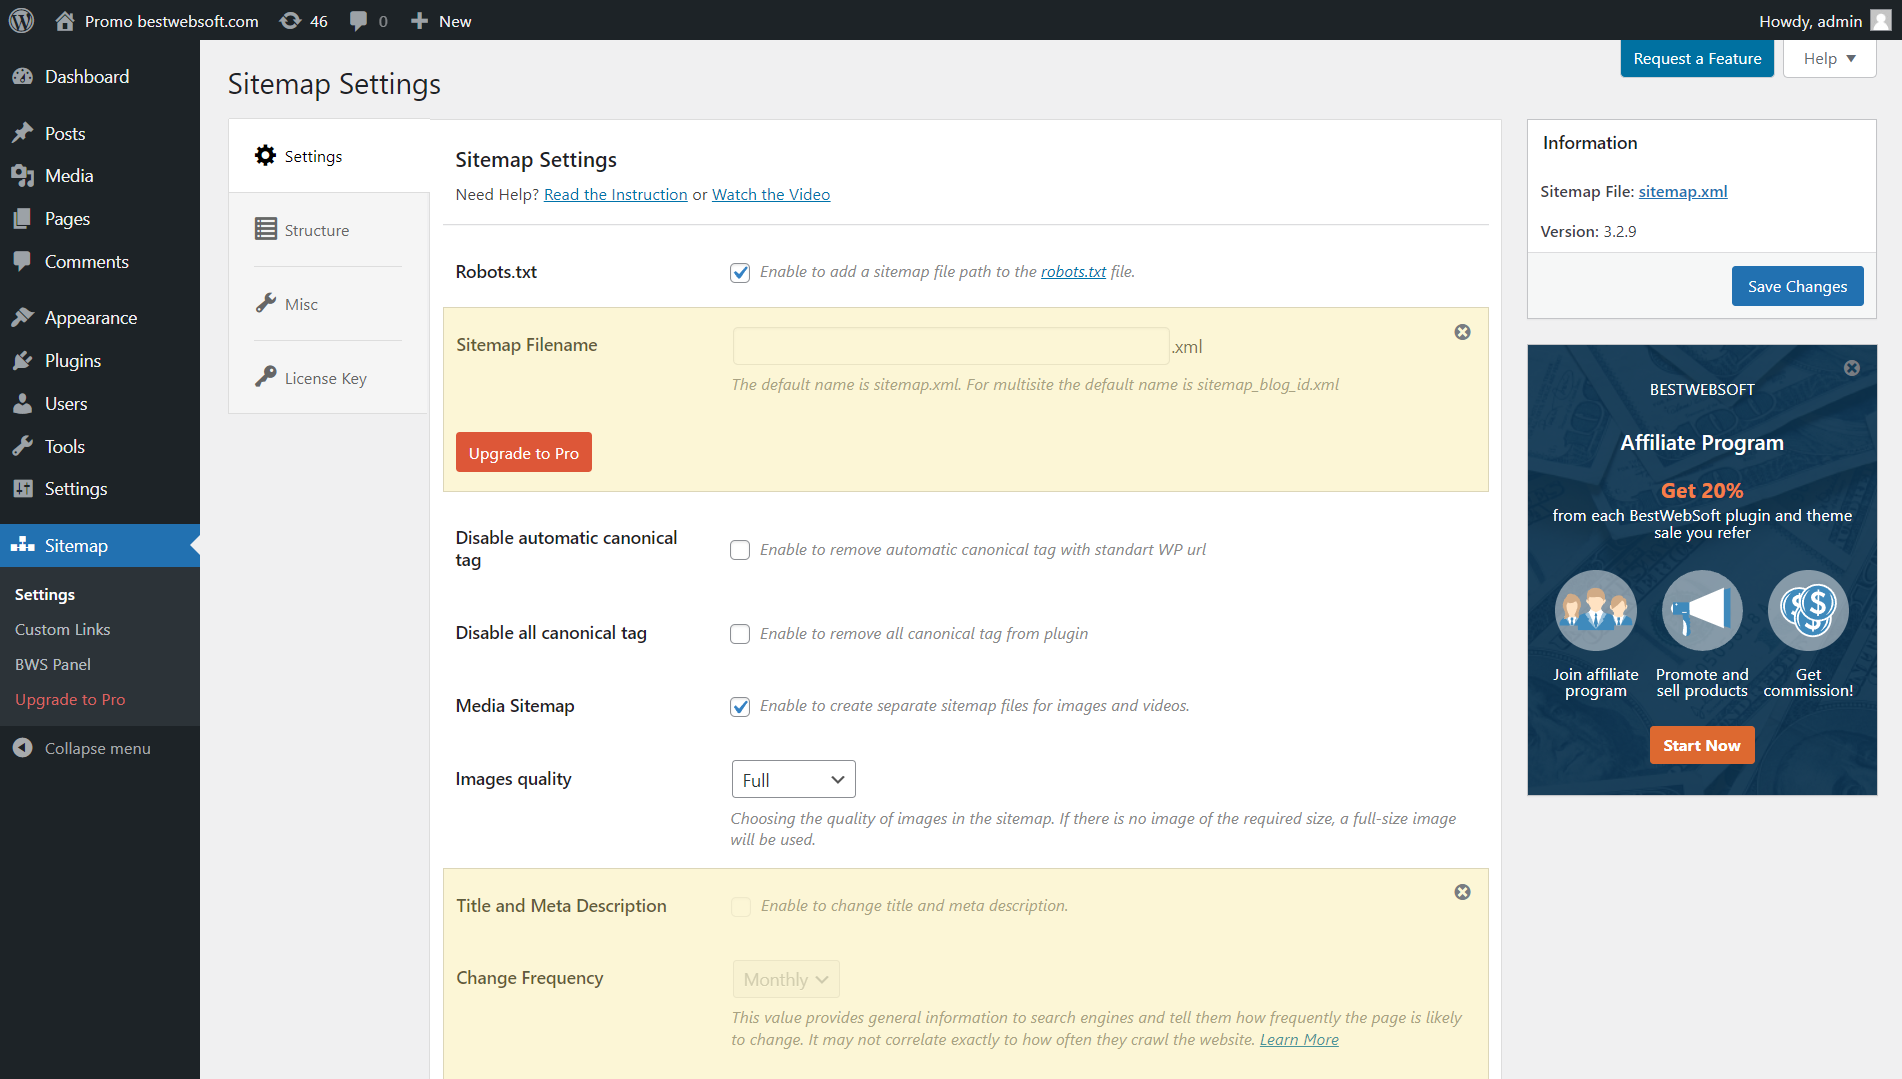 Promo bestwebsoft.com 46 0 New Howdy, admin
Dashboard
Posts
Media
Pages
Comments
Appearance
Plugins
Users
Tools
Settings
Sitemap
Settings
Custom Links
BWS Panel
Upgrade to Pro
Collapse menu
Request a Feature
Help
Sitemap Settings
Settings
Structure
Misc
License Key
Sitemap Settings
Need Help? Read the Instruction or Watch the Video
Robots.txt
Enable to add a sitemap file path to the robots.txt file.
Sitemap Filename
.xml
The default name is sitemap.xml. For multisite the default name is sitemap_blog_id.xml
Upgrade to Pro
Disable automatic canonical
tag
Enable to remove automatic canonical tag with standart WP url
Disable all canonical tag
Enable to remove all canonical tag from plugin
Media Sitemap
Enable to create separate sitemap files for images and videos.
Images quality
Full
Choosing the quality of images in the sitemap. If there is no image of the required size, a full-size image
will be used.
Title and Meta Description
Enable to change title and meta description.
Change Frequency
Monthly
This value provides general information to search engines and tell them how frequently the page is likely
to change. It may not correlate exactly to how often they crawl the website. Learn More
Information
Sitemap File: sitemap.xml
Version: 3.2.9
Save Changes
BESTWEBSOFT
Affiliate Program
Get 20%
from each BestWebSoft plugin and theme
sale you refer
Join affiliate
program
Promote and
sell products
Get
commission!
Start Now